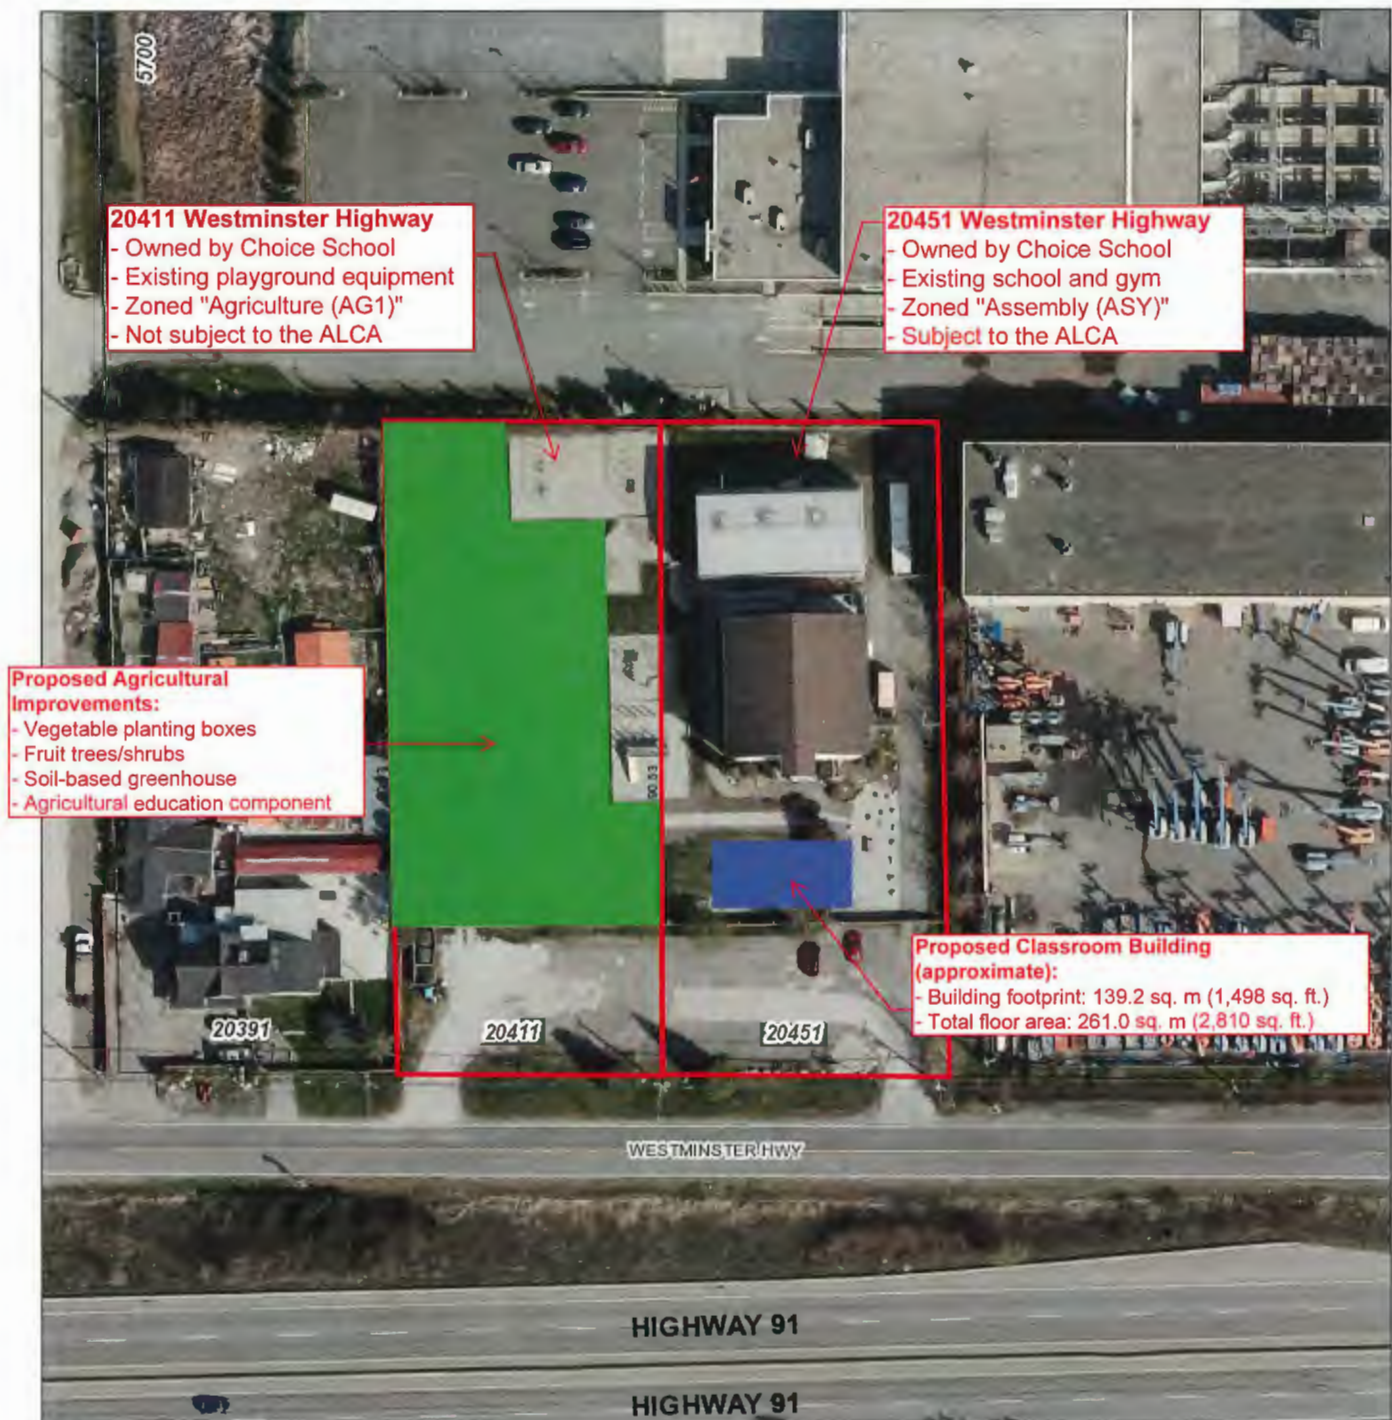 5700
20411 Westminster Highway
- Owned by Choice School
- Existing playground equipment
- Zoned "Agriculture (AG1)"
- Not subject to the ALCA
20451 Westminster Highway
- Owned by Choice School
- Existing school and gym
- Zoned "Assembly (ASY)"
- Subject to the ALCA
Proposed Agricultural
Improvements:
- Vegetable planting boxes
- Fruit trees/shrubs
- Soil-based greenhouse
- Agricultural education component
90.53
Proposed Classroom Building
(approximate):
- Building footprint: 139.2 sq. m (1,498 sq. ft.)
- Total floor area: 261.0 sq. m (2,810 sq. ft.)
20391
20411
20451
WESTMINSTER HWY
HIGHWAY 91
HIGHWAY 91